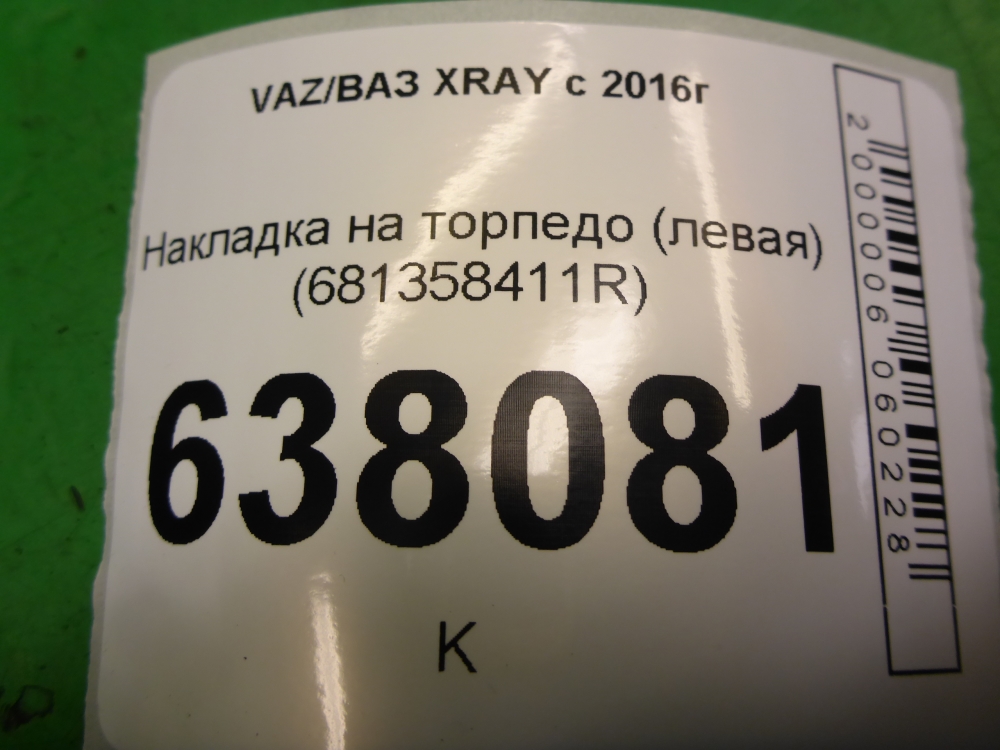 VAZ/ВАЗ XRAY с 2016г
Накладка на торпедо (левая)
(681358411R)
638081
К
2000006060228